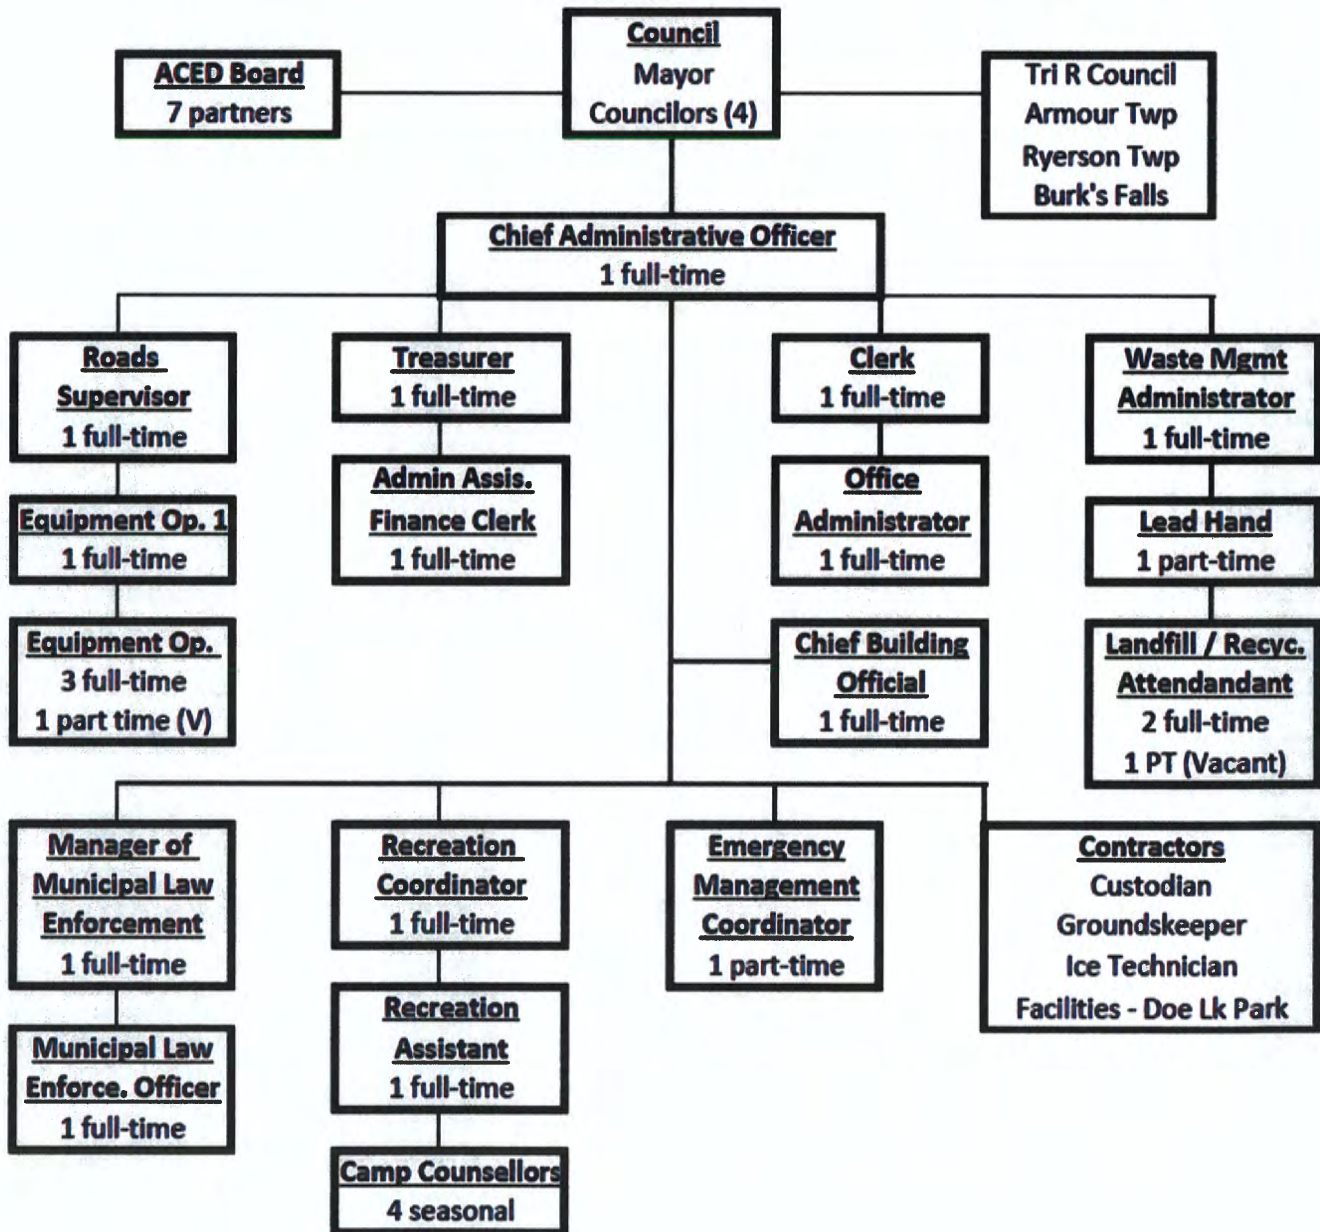 Council
Mayor
Councilors (4)
ACED Board
7 partners
Tri R Council
Armour Twp
Ryerson Twp
Burk's Falls
Chief Administrative Officer
1 full-time
Roads
Supervisor
1 full-time
Equipment Op. 1
1 full-time
Equipment Op.
3 full-time
1 part time (V)
Treasurer
1 full-time
Admin Assis.
Finance Clerk
1 full-time
Clerk
1 full-time
Office
Administrator
1 full-time
Chief Building
Official
1 full-time
Waste Mgmt
Administrator
1 full-time
Lead Hand
1 part-time
Landfill / Recyc.
Attendandant
2 full-time
1 PT (Vacant)
Manager of
Municipal Law
Enforcement
1 full-time
Municipal Law
Enforce. Officer
1 full-time
Recreation
Coordinator
1 full-time
Recreation
Assistant
1 full-time
Camp Counsellors
4 seasonal
Emergency
Management
Coordinator
1 part-time
Contractors
Custodian
Groundskeeper
Ice Technician
Facilities - Doe Lk Park